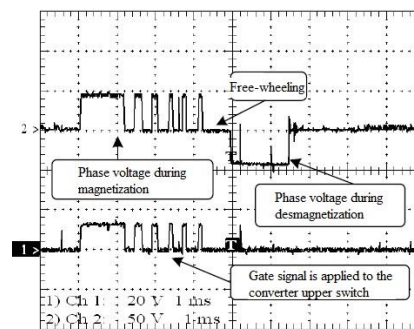 Free-wheeling
2 >
T
Phase voltage during
magnetization
Phase voltage during
desmagnetization
1 >
T
Gate signal is applied to the
converter upper switch
1) Ch 1: 20 V 1 ms
2) Ch 2: 50 V 1 ms